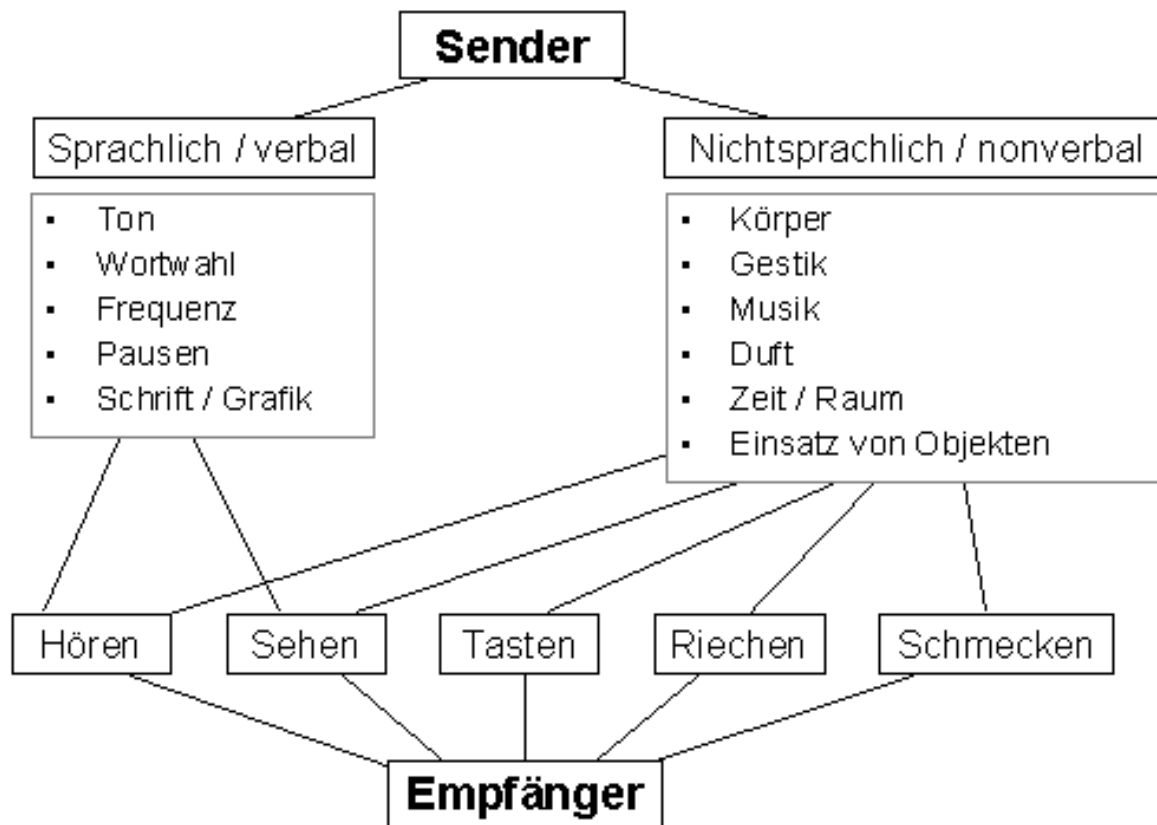 Sender
Sprachlich / verbal
Nichtsprachlich / nonverbal
▪ Ton
▪ Wortwahl
▪ Frequenz
▪ Pausen
▪ Schrift / Grafik
▪ Körper
▪ Gestik
▪ Musik
▪ Duft
▪ Zeit / Raum
▪ Einsatz von Objekten
Hören
Sehen
Tasten
Riechen
Schmecken
Empfänger